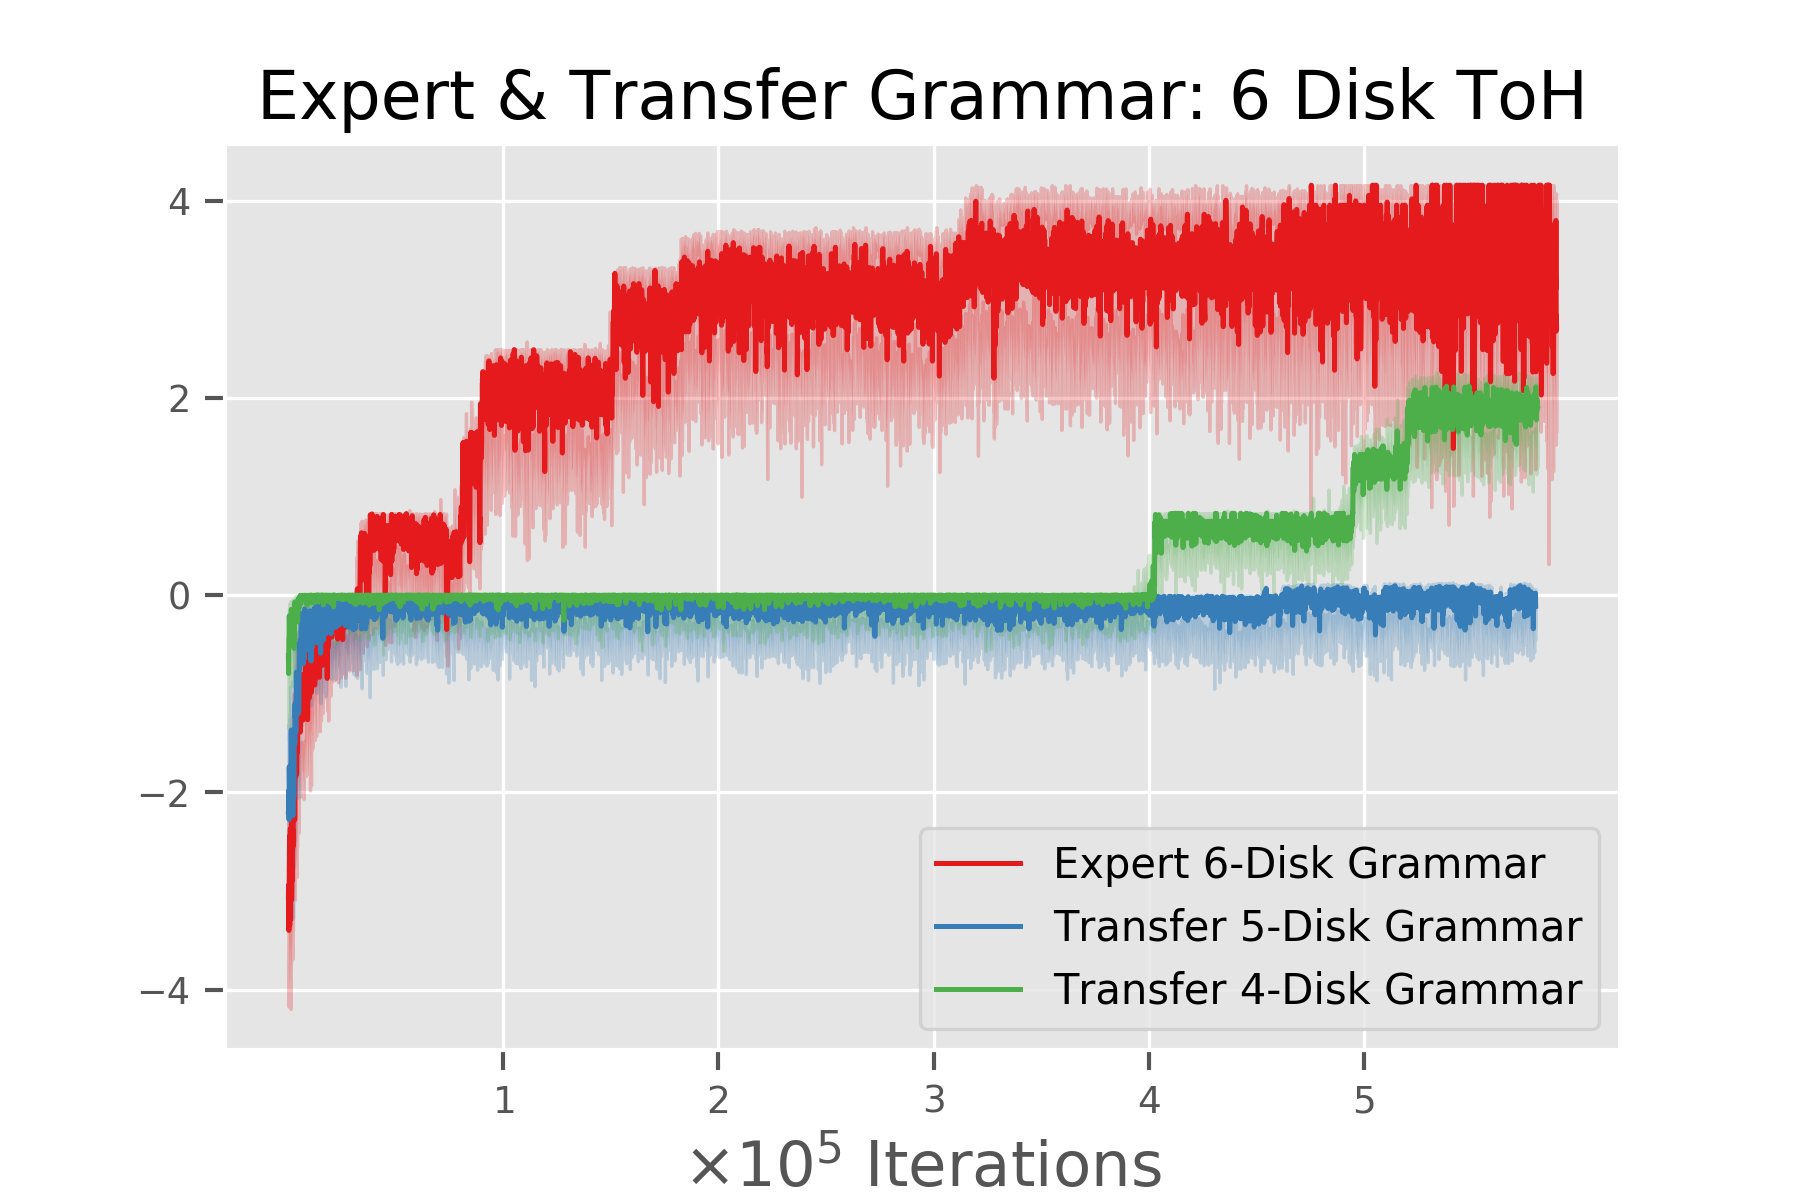 Expert & Transfer Grammar: 6 Disk ToH
4
2
0
−2
−4
Expert 6-Disk Grammar
Transfer 5-Disk Grammar
Transfer 4-Disk Grammar
1 2 3 4 5
×10⁵ Iterations